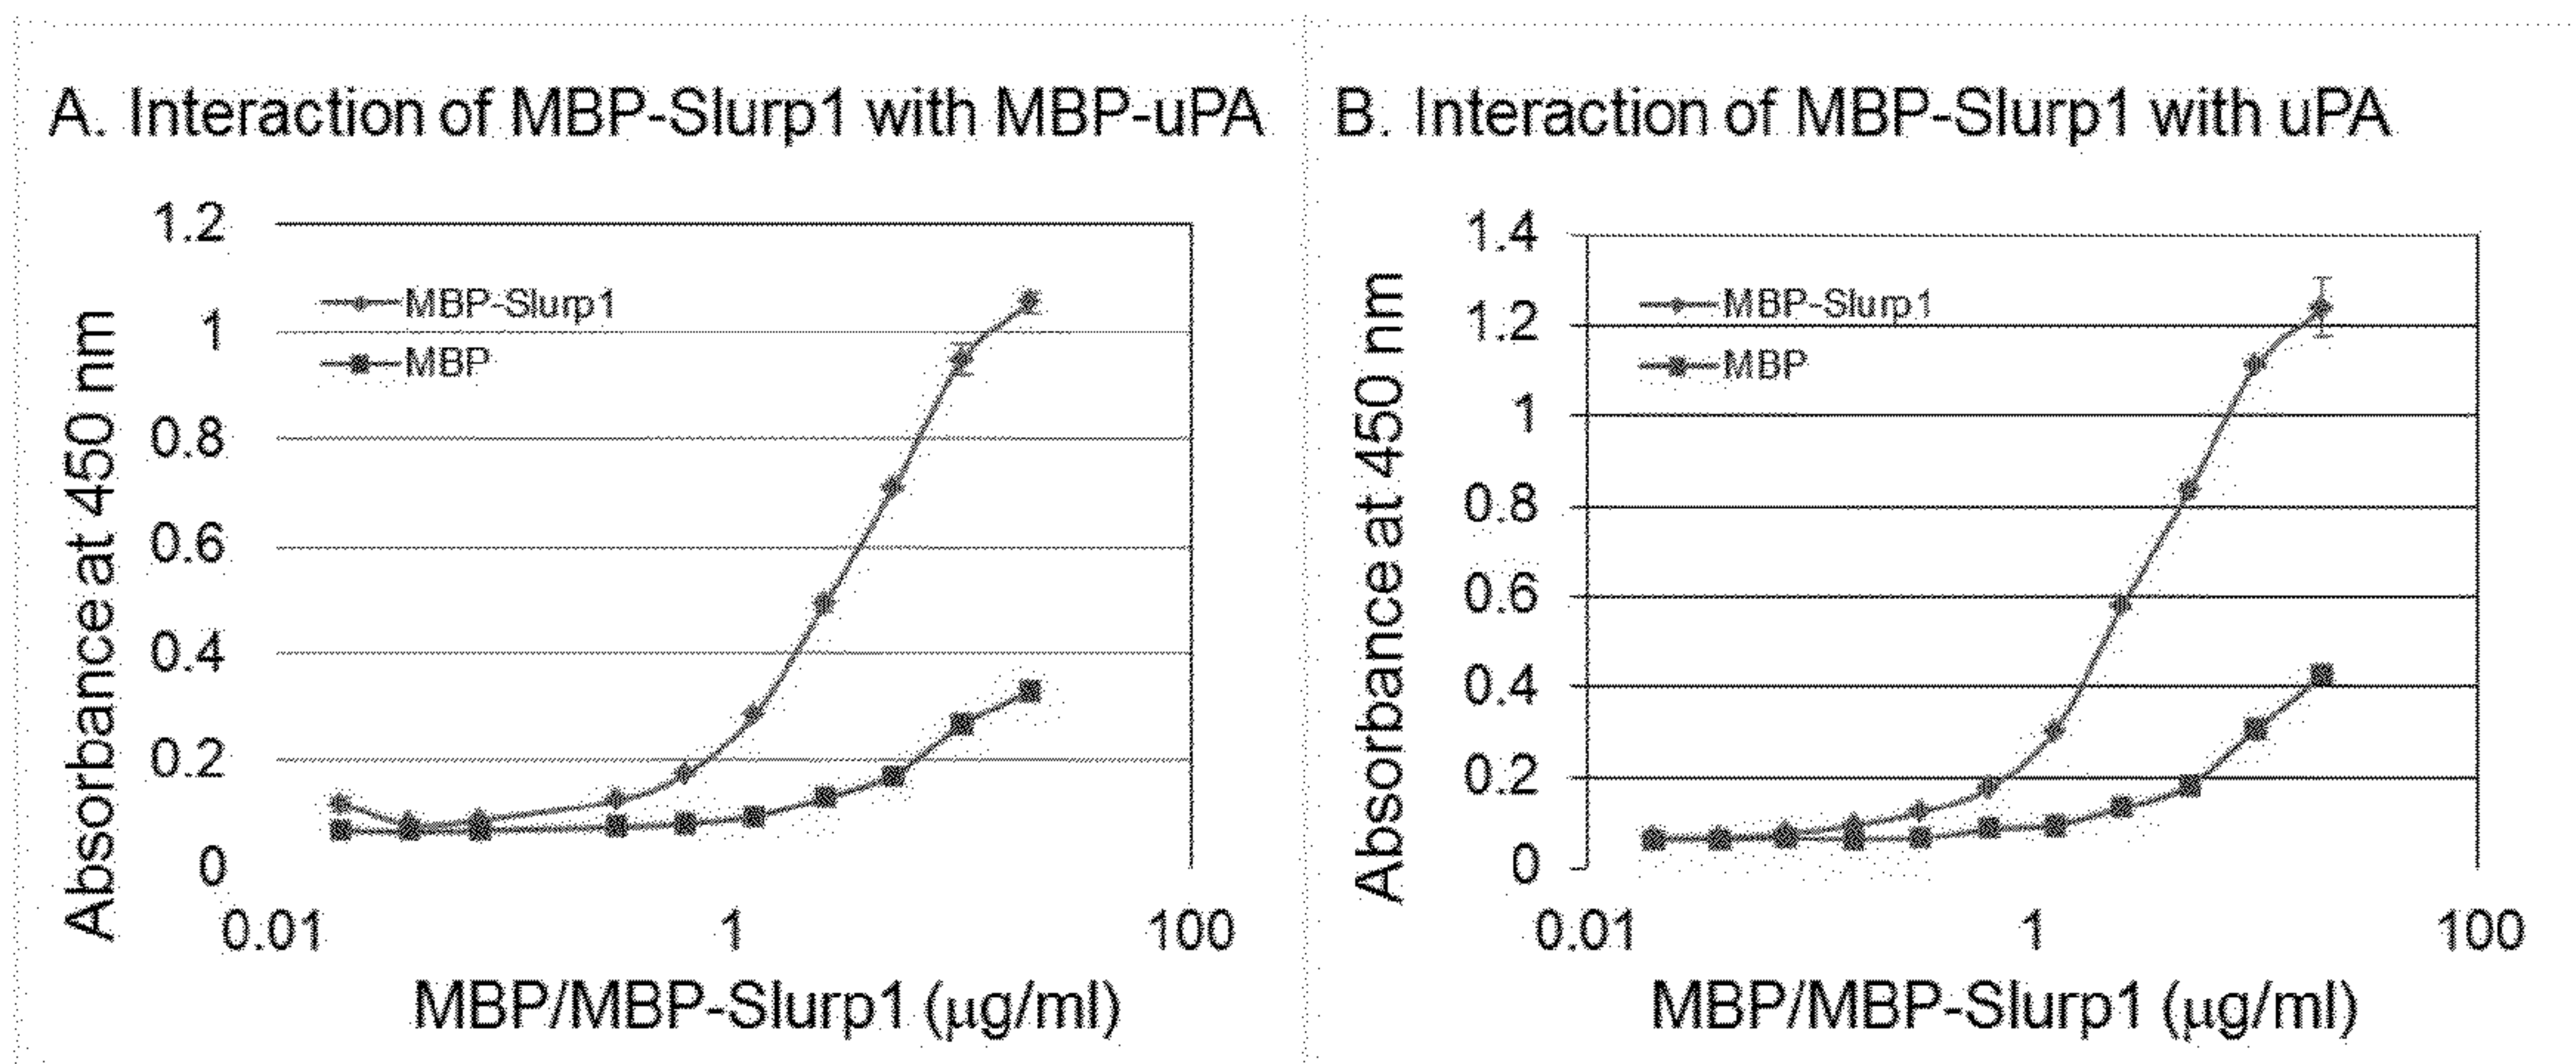 A. Interaction of MBP-Slurp1 with MBP-uPA
Absorbance at 450 nm
1.2
1
0.8
0.6
0.4
0.2
0
MBP-Slurp1
MBP
0.01 1 100
MBP/MBP-Slurp1 (μg/ml)
B. Interaction of MBP-Slurp1 with uPA
Absorbance at 450 nm
1.4
1.2
1
0.8
0.6
0.4
0.2
0
MBP-Slurp1
MBP
0.01 1 100
MBP/MBP-Slurp1 (μg/ml)